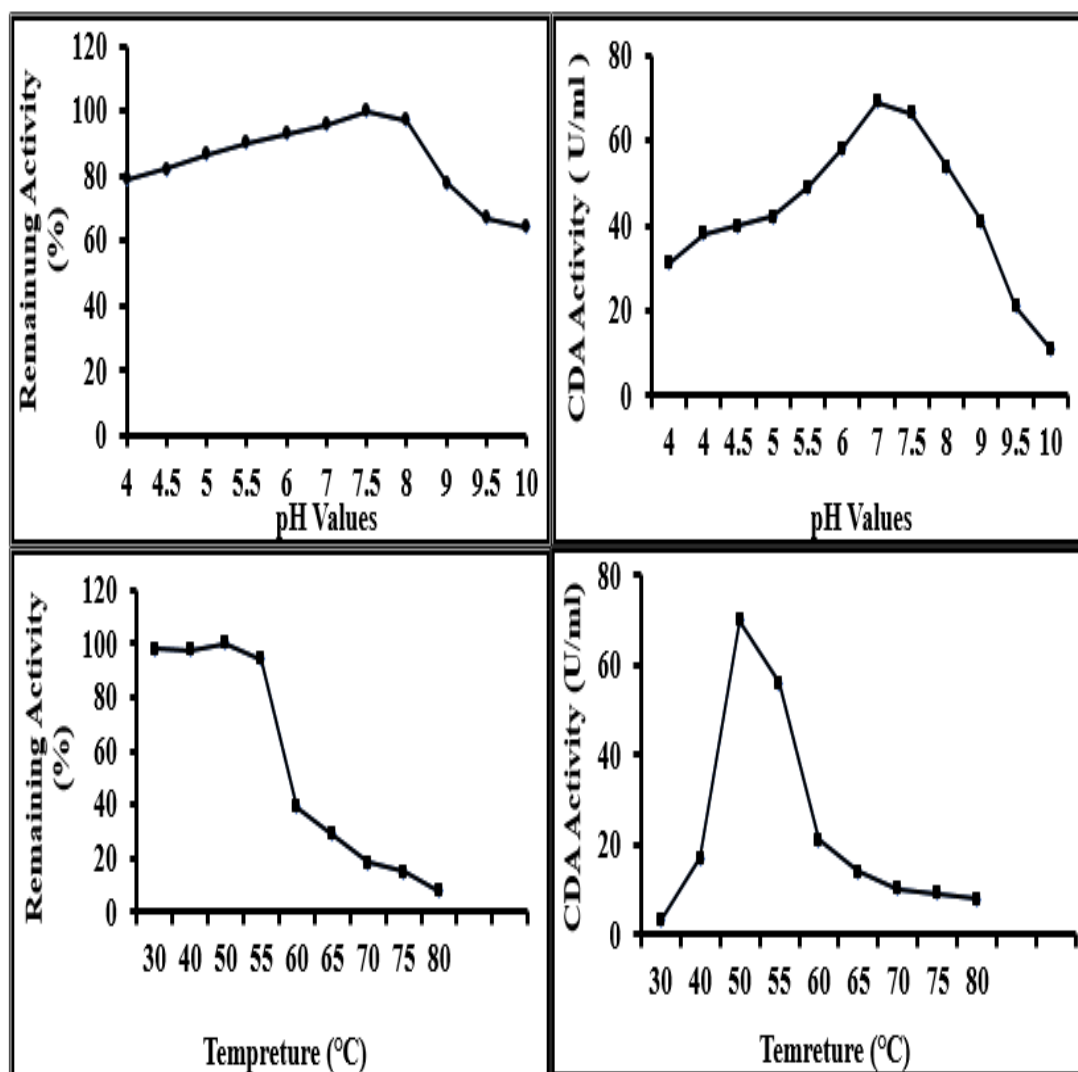 Remainung Activity
(%)
120
100
80
60
40
20
0
4 4.5 5 5.5 6 7 7.5 8 9 9.5 10
pH Values
CDA Activity ( U/ml )
80
60
40
20
0
4 4 4.5 5 5.5 6 7 7.5 8 9 9.5 10
pH Values
Remaining Activity
(%)
120
100
80
60
40
20
0
30 40 50 55 60 65 70 75 80
Tempreture (°C)
CDA Activity (U/ml)
80
60
40
20
0
30 40 50 55 60 65 70 75 80
Temreture (°C)